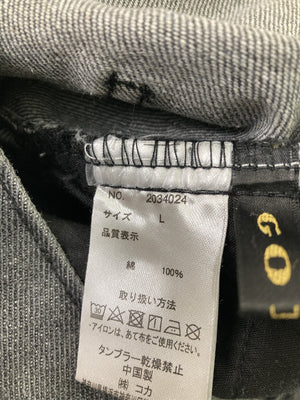 NO. 2034024
サイズ L
品質表示
綿 100%
取り扱い方法
・アイロンは、あて布をご使用ください
タンブラー乾燥禁止
中国製
㈱ コカ
GO